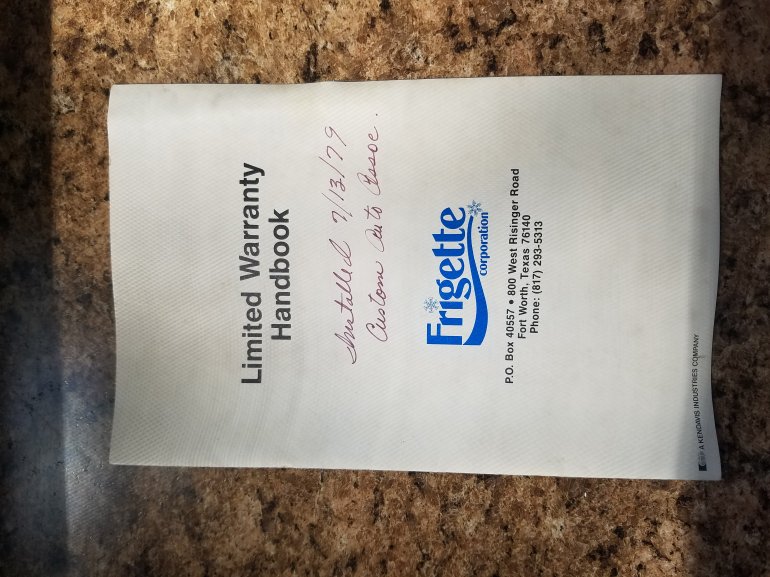 Limited Warranty
Handbook
Installed 7/13/79
Custom Auto Assoc.
Frigette
corporation
P.O. Box 40557 • 800 West Risinger Road
Fort Worth, Texas 76140
Phone: (817) 293-5313
A KENDAVIS INDUSTRIES COMPANY